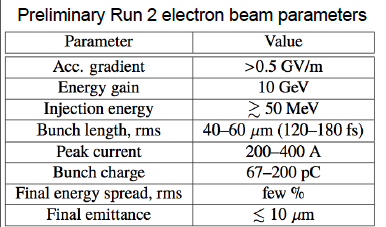 Preliminary Run 2 electron beam parameters
Parameter Value
Acc. gradient >0.5 GV/m
Energy gain 10 GeV
Injection energy ≳ 50 MeV
Bunch length, rms 40–60 μm (120–180 fs)
Peak current 200–400 A
Bunch charge 67–200 pC
Final energy spread, rms few %
Final emittance ≲ 10 μm